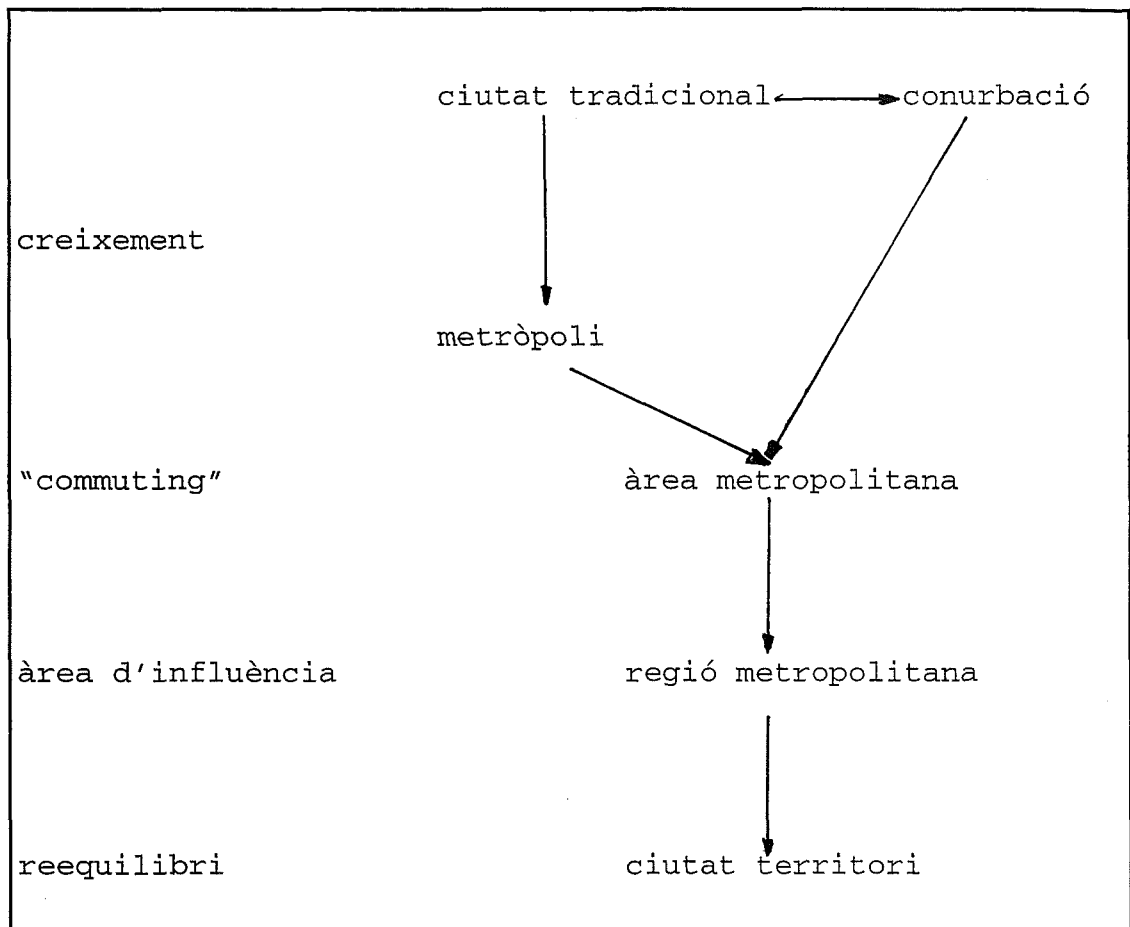 ciutat tradicional conurbació
creixement
metròpoli
"commuting" àrea metropolitana
àrea d'influència regió metropolitana
reequilibri ciutat territori